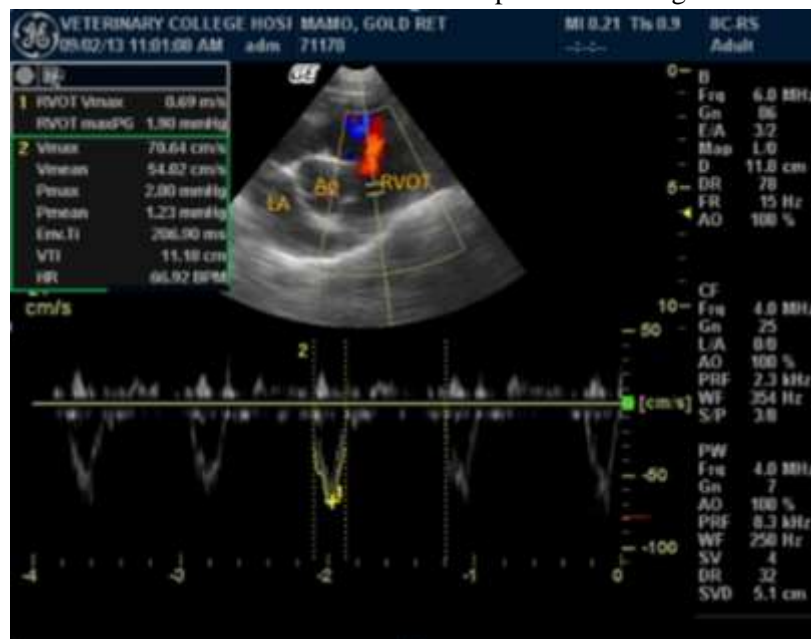 VETERINARY COLLEGE HOSI MAMO, GOLD RET MI 0.21 TIs 0.9 8C-RS
09/02/13 11:01:00 AM adm 71170 Adult
1 RVOT Vmax 0.69 m/s
RVOT maxPG 1.90 mmHg
2 Vmax 70.64 cm/s
Vmean 54.02 cm/s
Pmax 2.00 mmHg
Pmean 1.23 mmHg
Env.Ti 206.90 ms
VTI 11.18 cm
HR 66.92 BPM
cm/s
GE
LA
Ao
RVOT
0
5
10
B
Frq 6.0 MHz
Gn 86
E/A 3/2
Map L/0
D 11.0 cm
DR 78
FR 15 Hz
AO 100 %
CF
Frq 4.0 MHz
Gn 25
L/A 0/0
AO 100 %
PRF 2.3 kHz
WF 354 Hz
S/P 3/8
PW
Frq 4.0 MHz
Gn 7
AO 100 %
PRF 8.3 kHz
WF 250 Hz
SV 4
DR 32
SVD 5.1 cm
2
50
[cm/s]
-50
-100
-4 -3 -2 -1 0